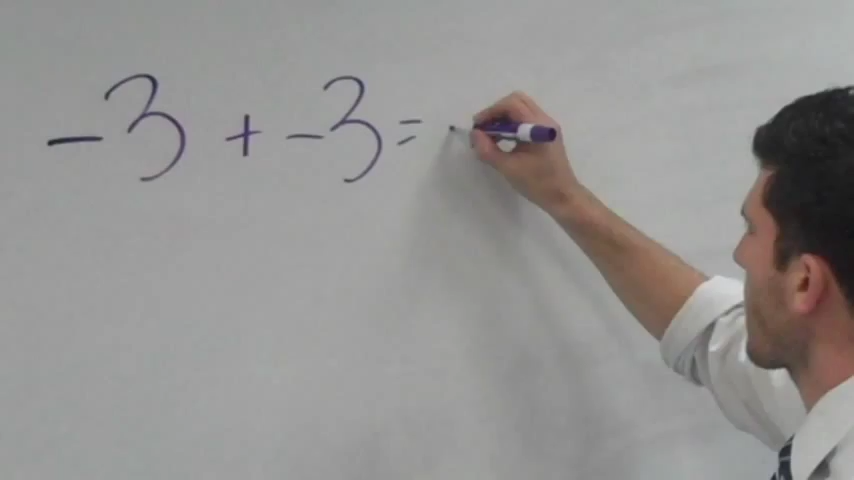 -3 + -3 =